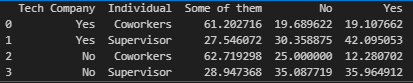 Tech Company Individual Some of them No Yes
0 Yes Coworkers 61.202716 19.689622 19.107662
1 Yes Supervisor 27.546072 30.358875 42.095053
2 No Coworkers 62.719298 25.000000 12.280702
3 No Supervisor 28.947368 35.087719 35.964912